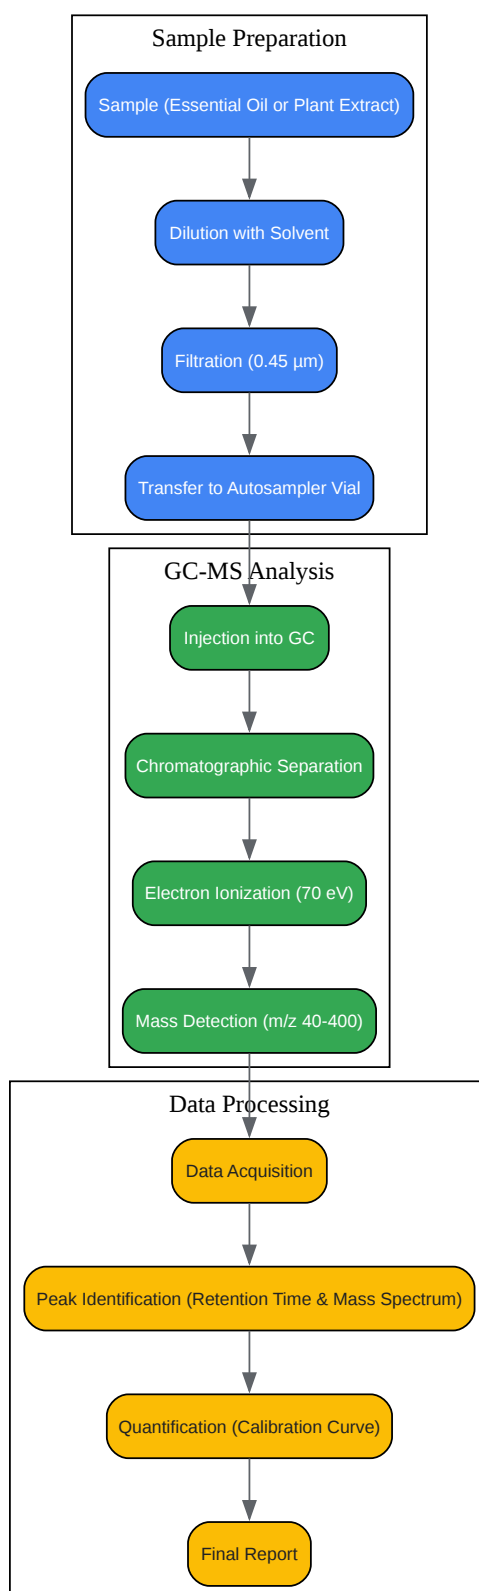 Sample Preparation
Sample (Essential Oil or Plant Extract)
Dilution with Solvent
Filtration (0.45 µm)
Transfer to Autosampler Vial
GC-MS Analysis
Injection into GC
Chromatographic Separation
Electron Ionization (70 eV)
Mass Detection (m/z 40-400)
Data Processing
Data Acquisition
Peak Identification (Retention Time & Mass Spectrum)
Quantification (Calibration Curve)
Final Report